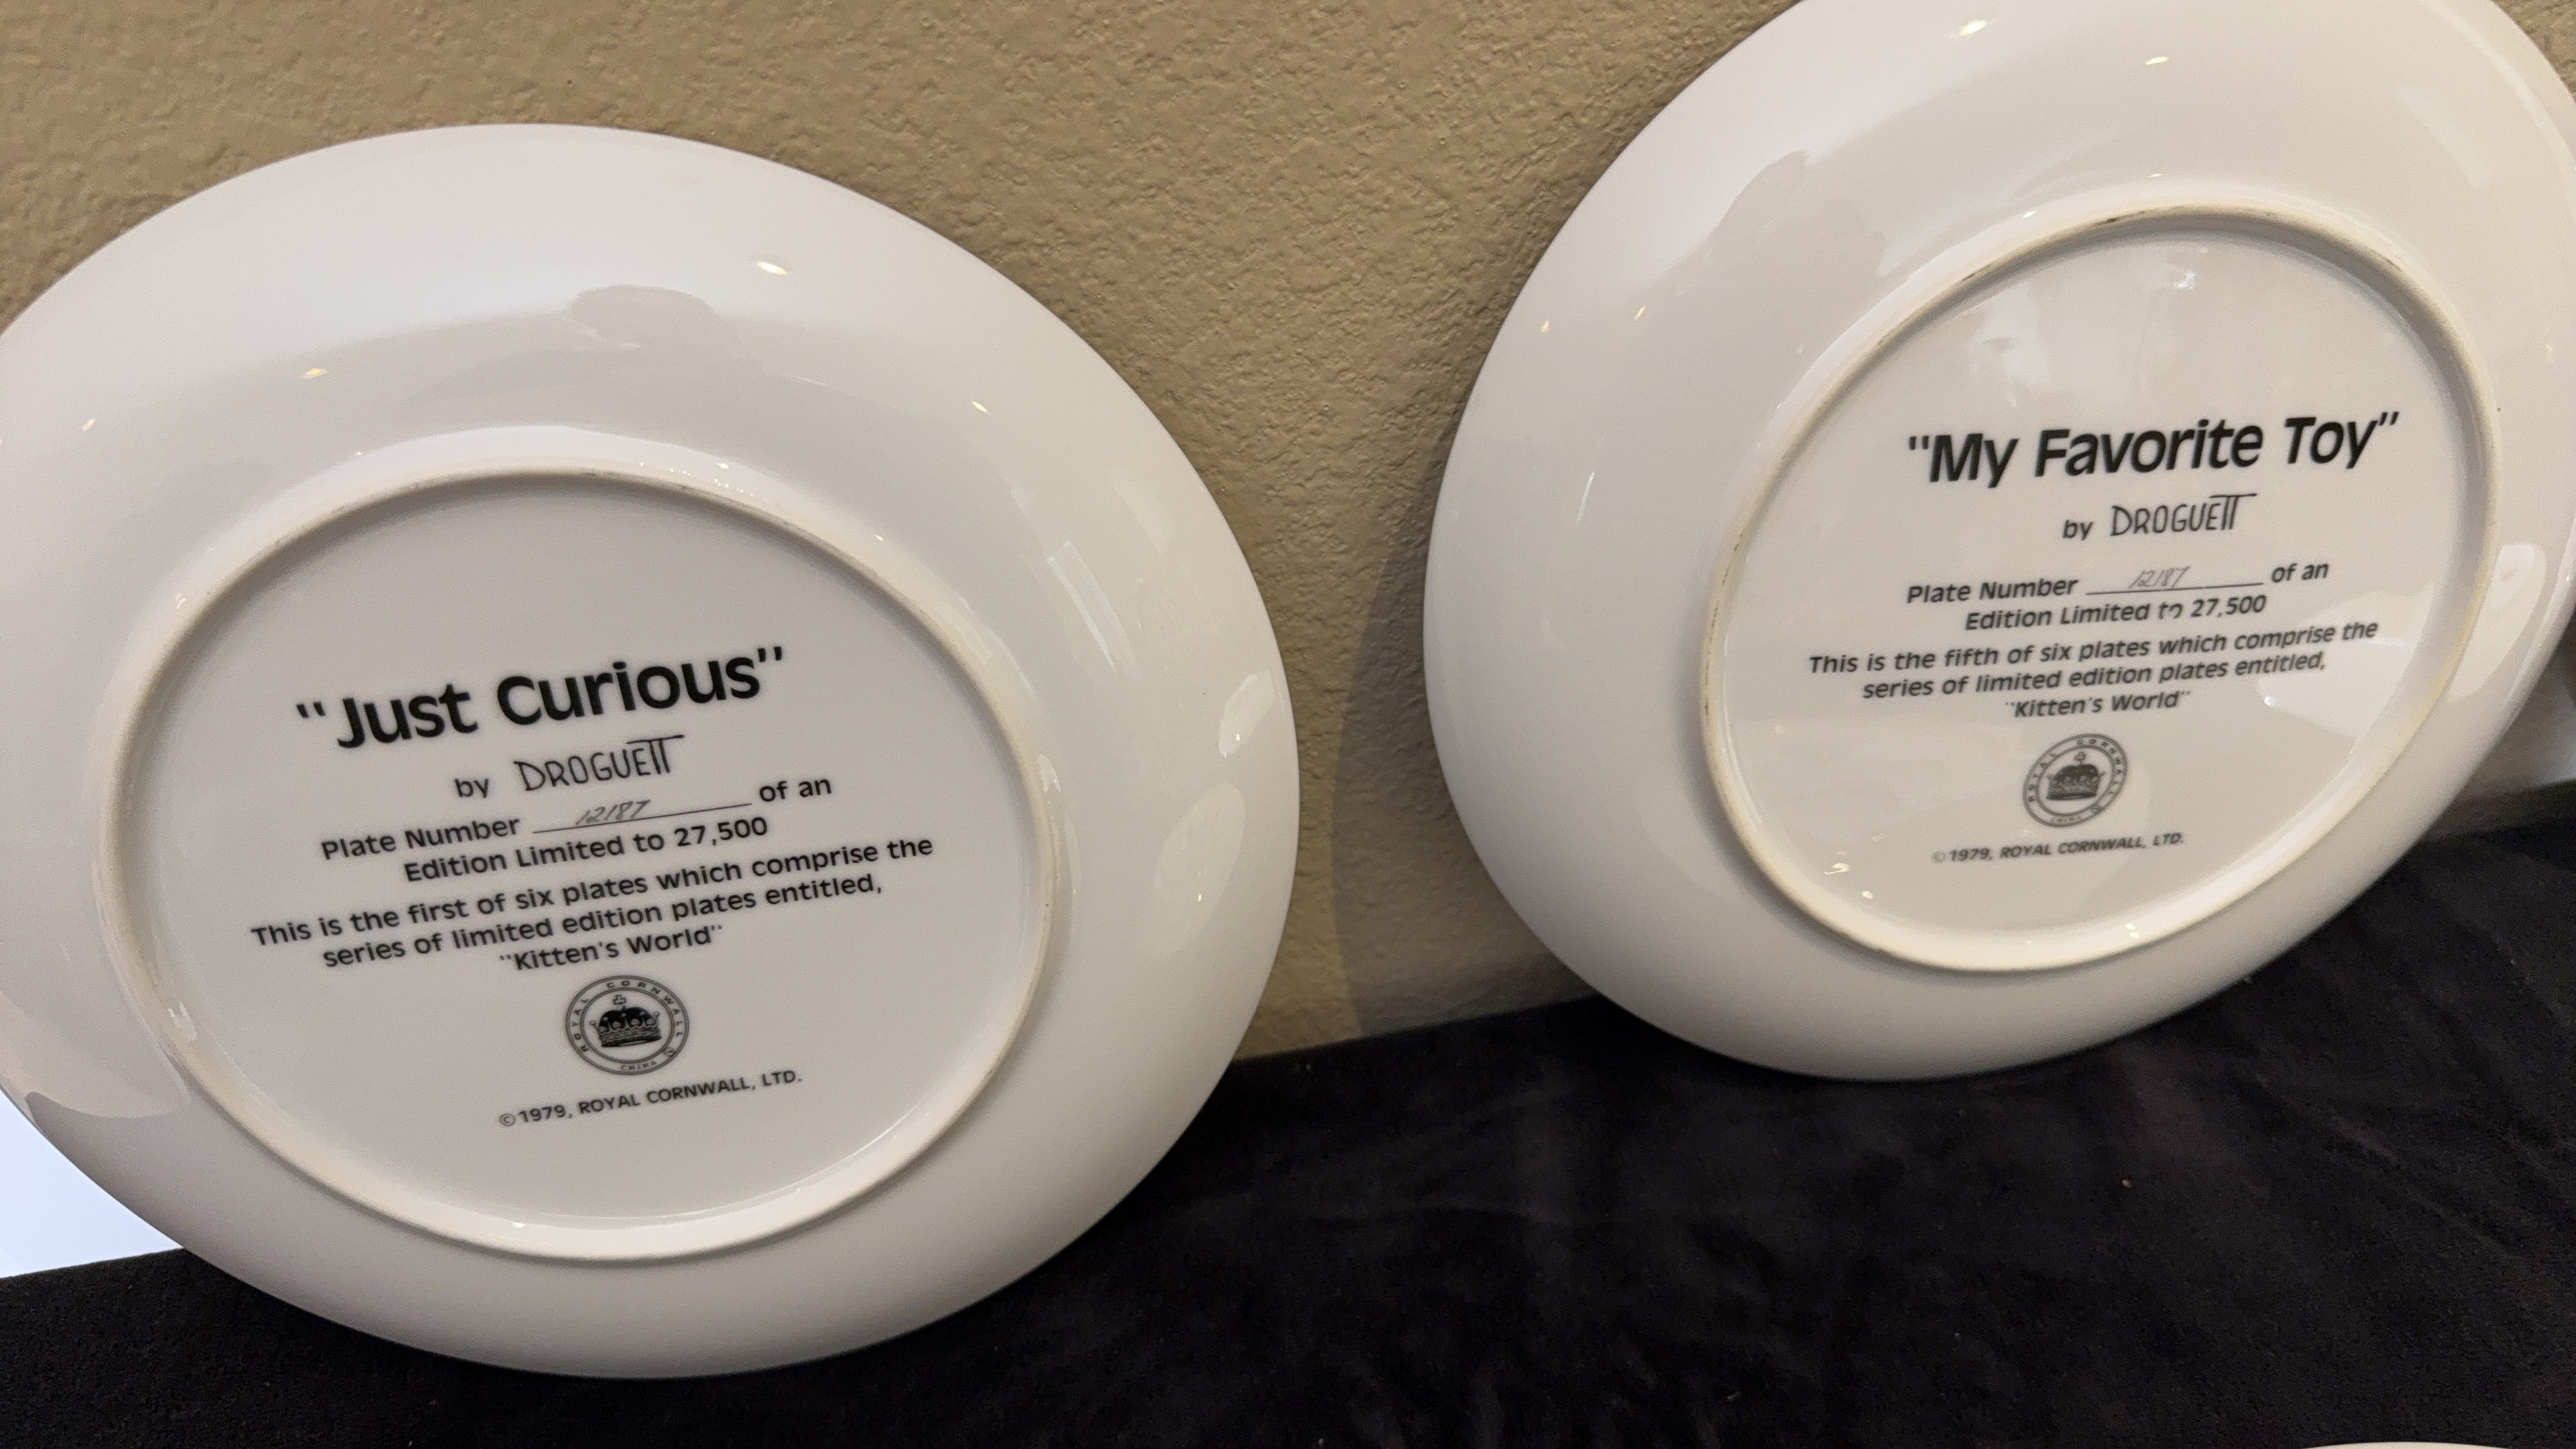 "Just Curious"
by DROGUETT
Plate Number 12187 of an
Edition Limited to 27,500
This is the first of six plates which comprise the
series of limited edition plates entitled,
"Kitten's World"
ROYAL CORNWALL
CHINA
©1979, ROYAL CORNWALL, LTD.
"My Favorite Toy"
by DROGUETT
Plate Number 12187 of an
Edition Limited to 27,500
This is the fifth of six plates which comprise the
series of limited edition plates entitled,
"Kitten's World"
ROYAL CORNWALL
CHINA
©1979, ROYAL CORNWALL, LTD.